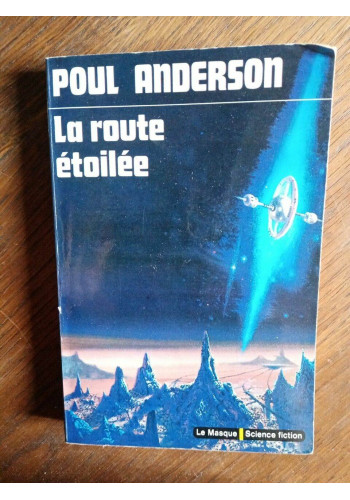 POUL ANDERSON
La route
étoilée
Le Masque Science fiction